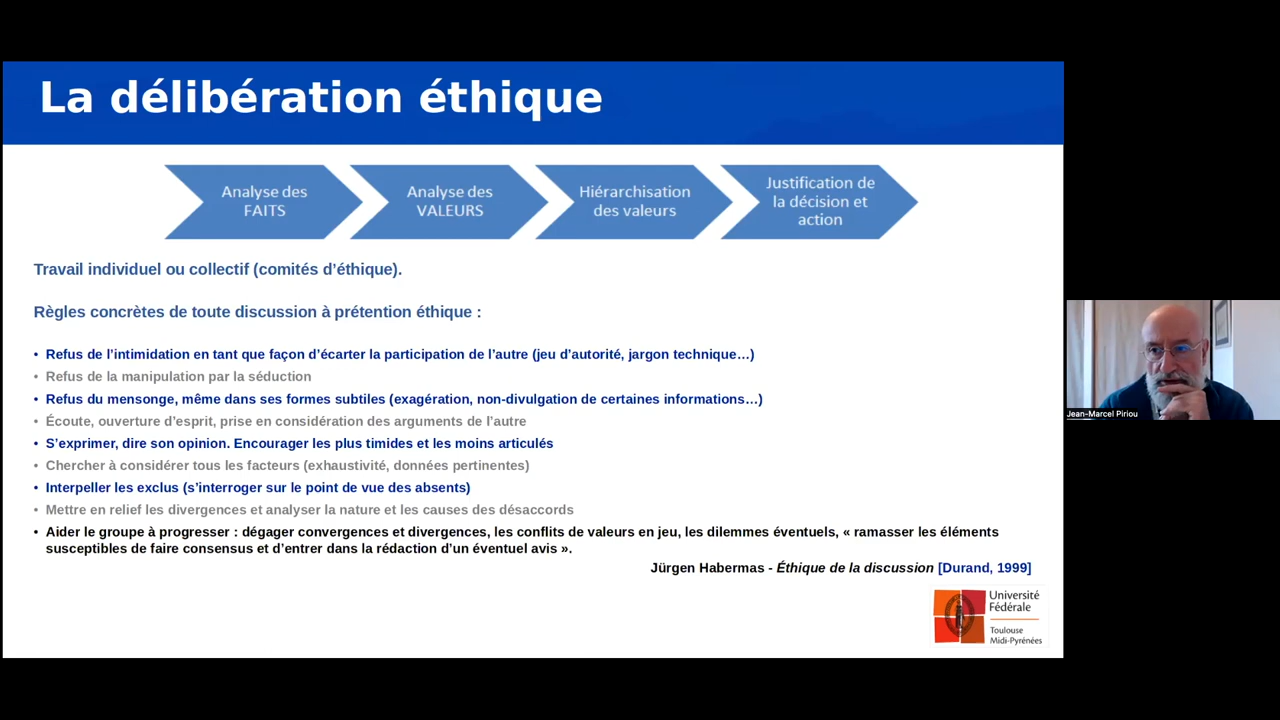 La délibération éthique
Analyse des
FAITS
Analyse des
VALEURS
Hiérarchisation
des valeurs
Justification de
la décision et
action
Travail individuel ou collectif (comités d’éthique).
Règles concrètes de toute discussion à prétention éthique :
• Refus de l’intimidation en tant que façon d’écarter la participation de l’autre (jeu d’autorité, jargon technique…)
• Refus de la manipulation par la séduction
• Refus du mensonge, même dans ses formes subtiles (exagération, non-divulgation de certaines informations…)
• Écoute, ouverture d’esprit, prise en considération des arguments de l’autre
• S’exprimer, dire son opinion. Encourager les plus timides et les moins articulés
• Chercher à considérer tous les facteurs (exhaustivité, données pertinentes)
• Interpeller les exclus (s’interroger sur le point de vue des absents)
• Mettre en relief les divergences et analyser la nature et les causes des désaccords
• Aider le groupe à progresser : dégager convergences et divergences, les conflits de valeurs en jeu, les dilemmes éventuels, « ramasser les éléments
susceptibles de faire consensus et d’entrer dans la rédaction d’un éventuel avis ».
Jürgen Habermas - Éthique de la discussion [Durand, 1999]
Université
Fédérale
Toulouse
Midi-Pyrénées
Jean-Marcel Piriou